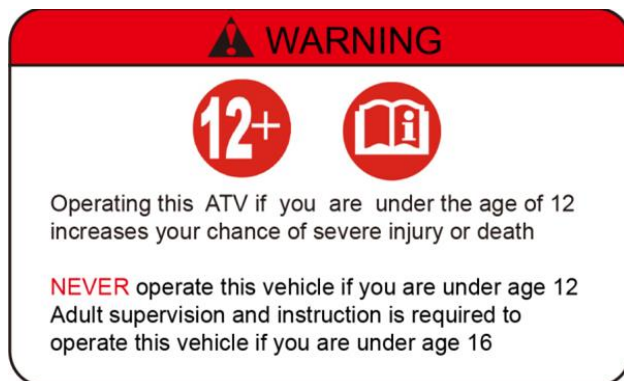 WARNING
12+
Operating this ATV if you are under the age of 12
increases your chance of severe injury or death
NEVER operate this vehicle if you are under age 12
Adult supervision and instruction is required to
operate this vehicle if you are under age 16